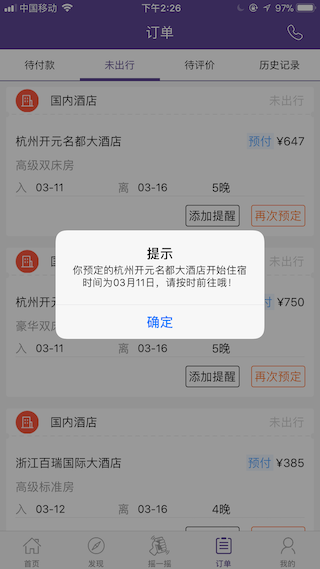 中国移动 下午2:26 97%
订单
待付款 未出行 待评价 历史记录
国内酒店 未出行
杭州开元名都大酒店 预付 ¥647
高级双床房
入 03-11 离 03-16 5晚
添加提醒 再次预定
提示
你预定的杭州开元名都大酒店开始住宿
时间为03月11日，请按时前往哦！
确定
国 未出行
杭州开元 ¥750
豪华双床
入 03-11 离 03-16 5晚
添加提醒 再次预定
国内酒店 未出行
浙江百瑞国际大酒店 预付 ¥385
高级标准房
入 03-12 离 03-16 4晚
首页 发现 摇一摇 订单 我的